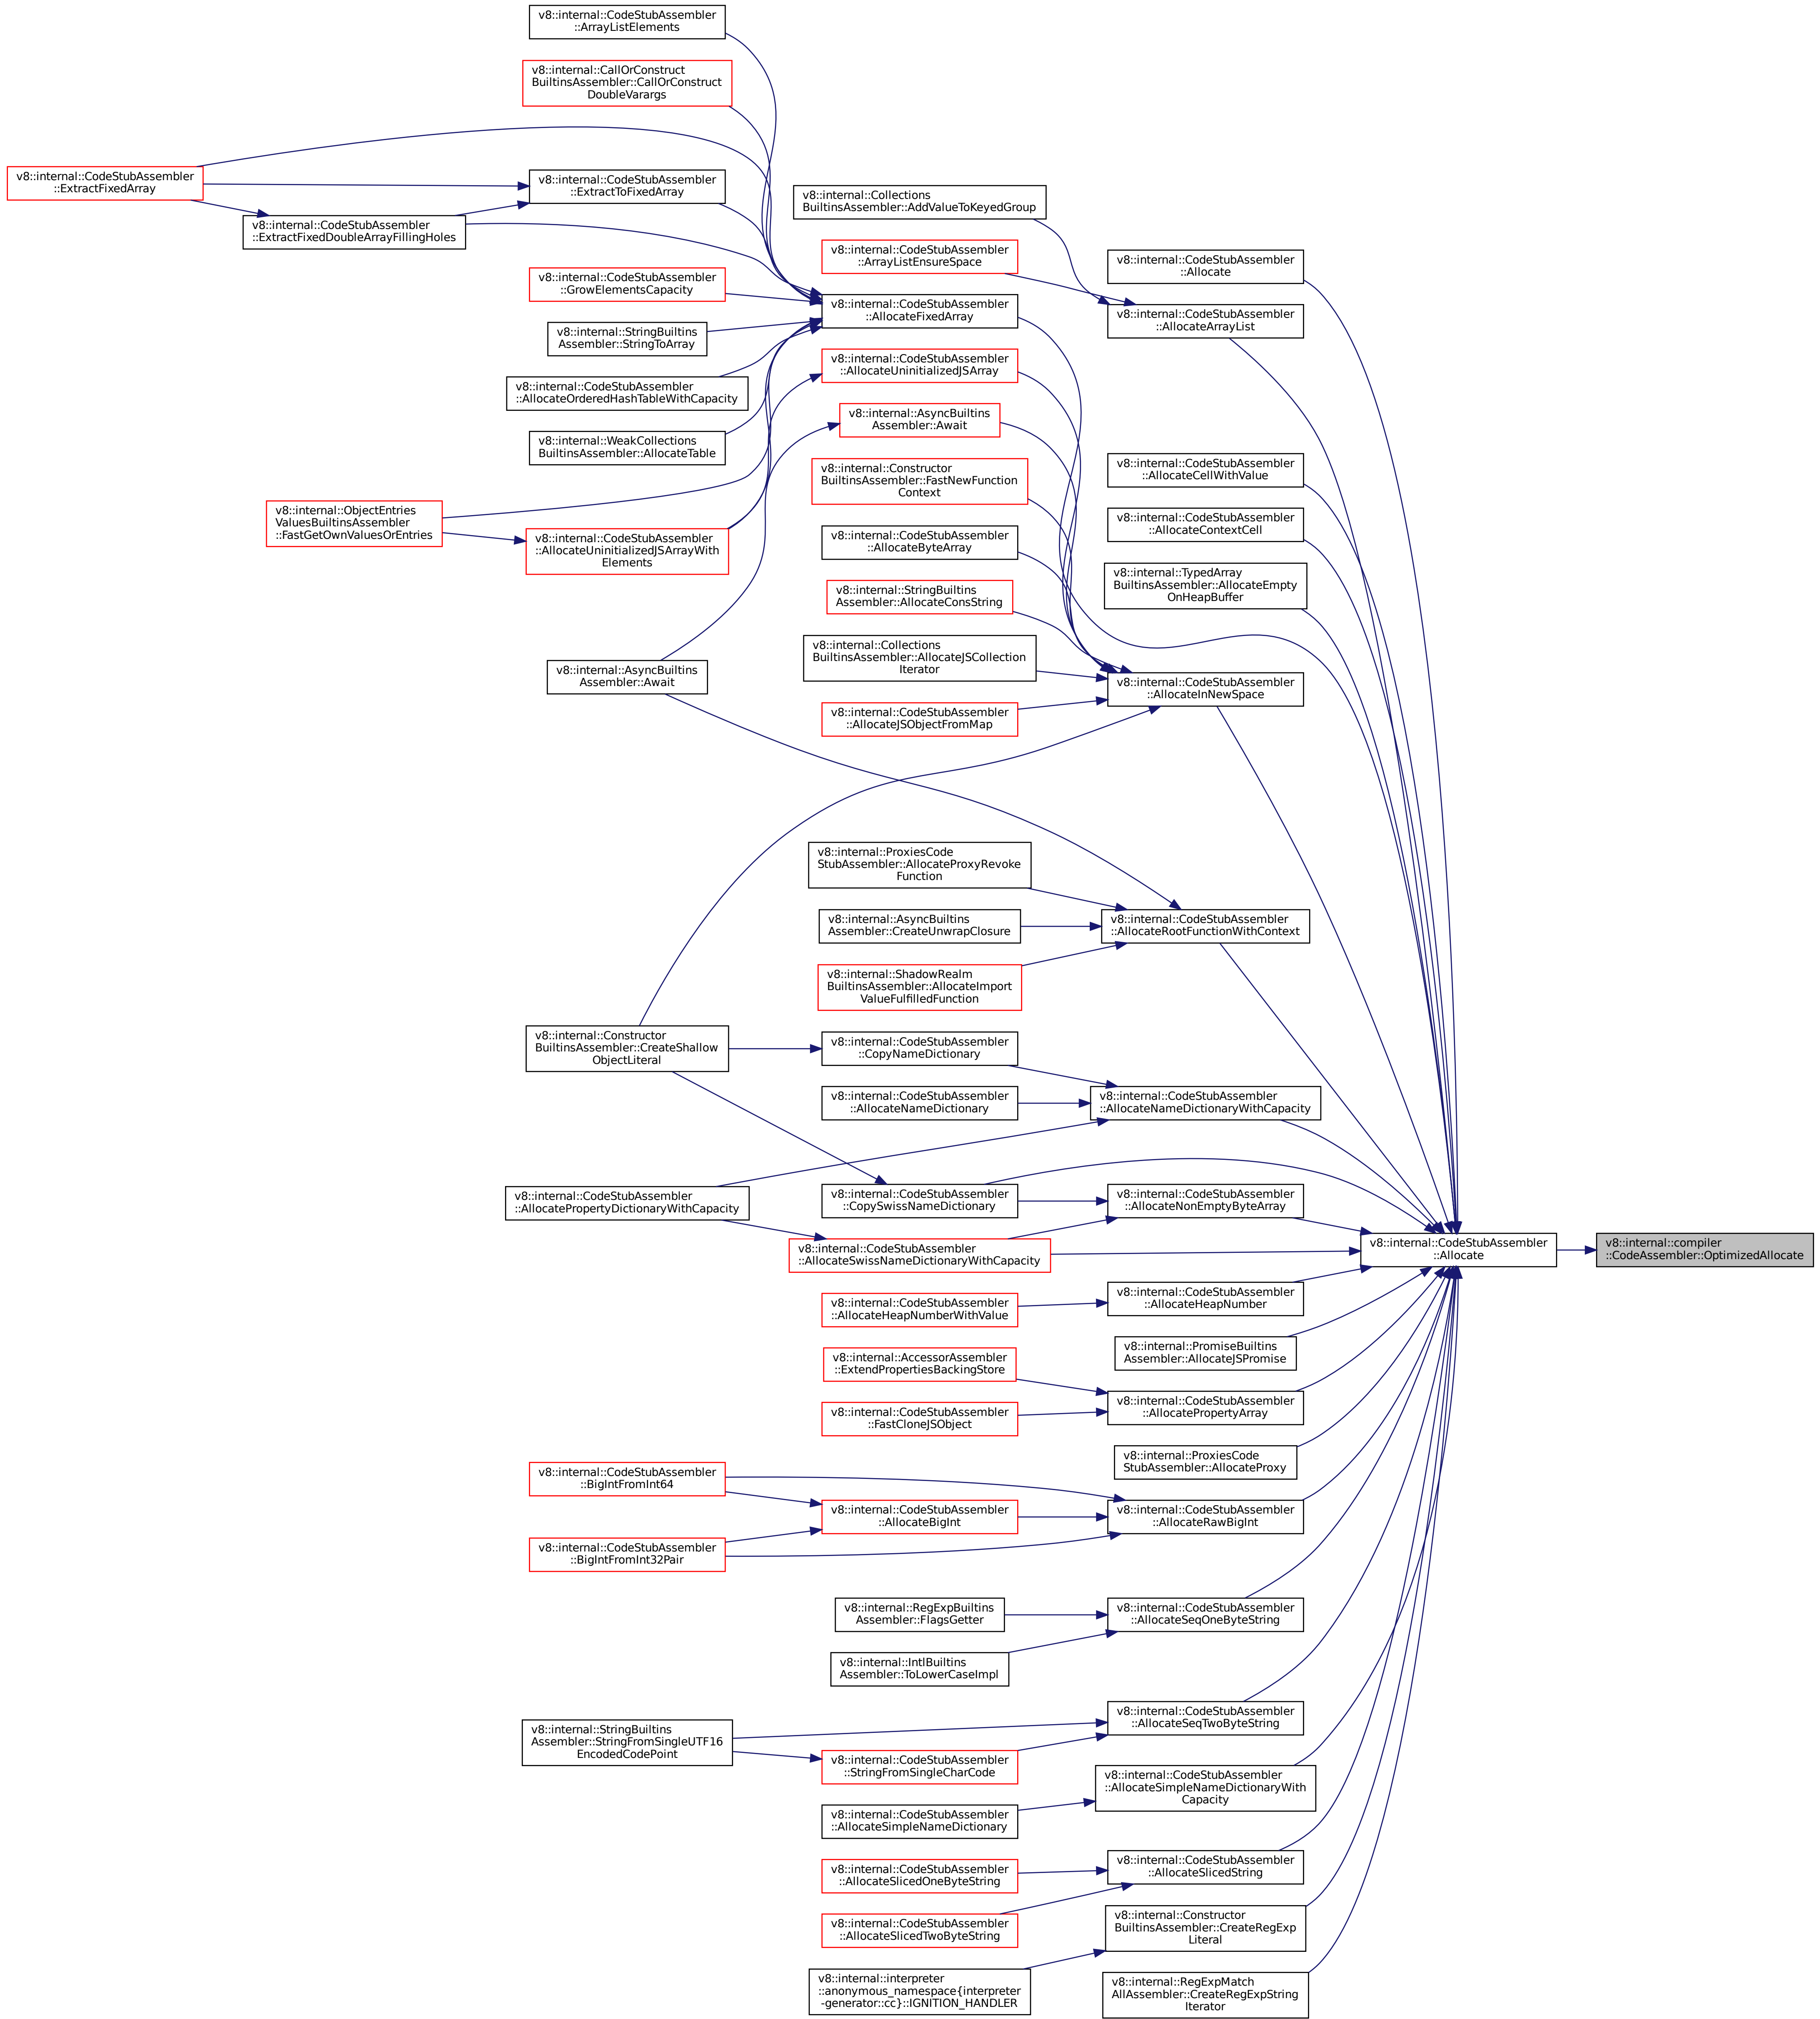 v8::internal::CodeStubAssembler
::ArrayListElements
v8::internal::CallOrConstruct
BuiltinsAssembler::CallOrConstruct
DoubleVarargs
v8::internal::CodeStubAssembler
::ExtractFixedArray
v8::internal::CodeStubAssembler
::ExtractToFixedArray
v8::internal::CodeStubAssembler
::ExtractFixedDoubleArrayFillingHoles
v8::internal::Collections
BuiltinsAssembler::AddValueToKeyedGroup
v8::internal::CodeStubAssembler
::ArrayListEnsureSpace
v8::internal::CodeStubAssembler
::Allocate
v8::internal::CodeStubAssembler
::GrowElementsCapacity
v8::internal::CodeStubAssembler
::AllocateFixedArray
v8::internal::CodeStubAssembler
::AllocateArrayList
v8::internal::StringBuiltins
Assembler::StringToArray
v8::internal::CodeStubAssembler
::AllocateUninitializedJSArray
v8::internal::CodeStubAssembler
::AllocateOrderedHashTableWithCapacity
v8::internal::AsyncBuiltins
Assembler::Await
v8::internal::WeakCollections
BuiltinsAssembler::AllocateTable
v8::internal::Constructor
BuiltinsAssembler::FastNewFunction
Context
v8::internal::CodeStubAssembler
::AllocateCellWithValue
v8::internal::ObjectEntries
ValuesBuiltinsAssembler
::FastGetOwnValuesOrEntries
v8::internal::CodeStubAssembler
::AllocateUninitializedJSArrayWith
Elements
v8::internal::CodeStubAssembler
::AllocateByteArray
v8::internal::CodeStubAssembler
::AllocateContextCell
v8::internal::TypedArray
BuiltinsAssembler::AllocateEmpty
OnHeapBuffer
v8::internal::StringBuiltins
Assembler::AllocateConsString
v8::internal::Collections
BuiltinsAssembler::AllocateJSCollection
Iterator
v8::internal::AsyncBuiltins
Assembler::Await
v8::internal::CodeStubAssembler
::AllocateInNewSpace
v8::internal::CodeStubAssembler
::AllocateJSObjectFromMap
v8::internal::ProxiesCode
StubAssembler::AllocateProxyRevoke
Function
v8::internal::AsyncBuiltins
Assembler::CreateUnwrapClosure
v8::internal::CodeStubAssembler
::AllocateRootFunctionWithContext
v8::internal::ShadowRealm
BuiltinsAssembler::AllocateImport
ValueFulfilledFunction
v8::internal::Constructor
BuiltinsAssembler::CreateShallow
ObjectLiteral
v8::internal::CodeStubAssembler
::CopyNameDictionary
v8::internal::CodeStubAssembler
::AllocateNameDictionary
v8::internal::CodeStubAssembler
::AllocateNameDictionaryWithCapacity
v8::internal::CodeStubAssembler
::AllocatePropertyDictionaryWithCapacity
v8::internal::CodeStubAssembler
::CopySwissNameDictionary
v8::internal::CodeStubAssembler
::AllocateNonEmptyByteArray
v8::internal::CodeStubAssembler
::AllocateSwissNameDictionaryWithCapacity
v8::internal::CodeStubAssembler
::Allocate
v8::internal::compiler
::CodeAssembler::OptimizedAllocate
v8::internal::CodeStubAssembler
::AllocateHeapNumberWithValue
v8::internal::CodeStubAssembler
::AllocateHeapNumber
v8::internal::PromiseBuiltins
Assembler::AllocateJSPromise
v8::internal::AccessorAssembler
::ExtendPropertiesBackingStore
v8::internal::CodeStubAssembler
::FastCloneJSObject
v8::internal::CodeStubAssembler
::AllocatePropertyArray
v8::internal::ProxiesCode
StubAssembler::AllocateProxy
v8::internal::CodeStubAssembler
::BigIntFromInt64
v8::internal::CodeStubAssembler
::AllocateBigInt
v8::internal::CodeStubAssembler
::AllocateRawBigInt
v8::internal::CodeStubAssembler
::BigIntFromInt32Pair
v8::internal::RegExpBuiltins
Assembler::FlagsGetter
v8::internal::CodeStubAssembler
::AllocateSeqOneByteString
v8::internal::IntlBuiltins
Assembler::ToLowerCaseImpl
v8::internal::CodeStubAssembler
::AllocateSeqTwoByteString
v8::internal::StringBuiltins
Assembler::StringFromSingleUTF16
EncodedCodePoint
v8::internal::CodeStubAssembler
::StringFromSingleCharCode
v8::internal::CodeStubAssembler
::AllocateSimpleNameDictionaryWith
Capacity
v8::internal::CodeStubAssembler
::AllocateSimpleNameDictionary
v8::internal::CodeStubAssembler
::AllocateSlicedString
v8::internal::CodeStubAssembler
::AllocateSlicedOneByteString
v8::internal::CodeStubAssembler
::AllocateSlicedTwoByteString
v8::internal::Constructor
BuiltinsAssembler::CreateRegExp
Literal
v8::internal::interpreter
::anonymous_namespace{interpreter
-generator::cc}::IGNITION_HANDLER
v8::internal::RegExpMatch
AllAssembler::CreateRegExpString
Iterator